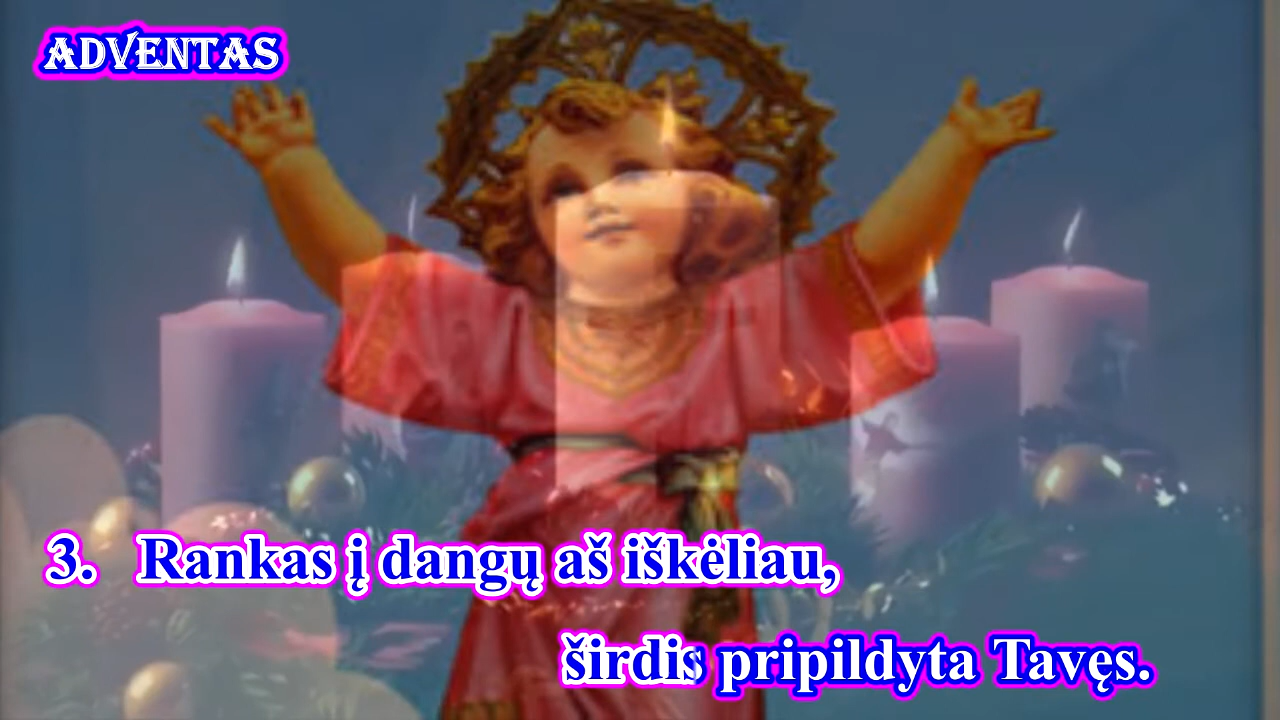 ADVENTAS
3. Rankas į dangų aš iškėliau,
širdis pripildyta Tavęs.